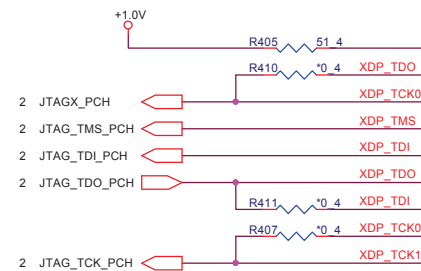 +1.0V
R405 51_4
R410 *0_4 XDP_TDO
2 JTAGX_PCH XDP_TCK0
2 JTAG_TMS_PCH XDP_TMS
2 JTAG_TDI_PCH XDP_TDI
2 JTAG_TDO_PCH XDP_TDO
R411 *0_4 XDP_TDI
R407 *0_4 XDP_TCK0
2 JTAG_TCK_PCH XDP_TCK1